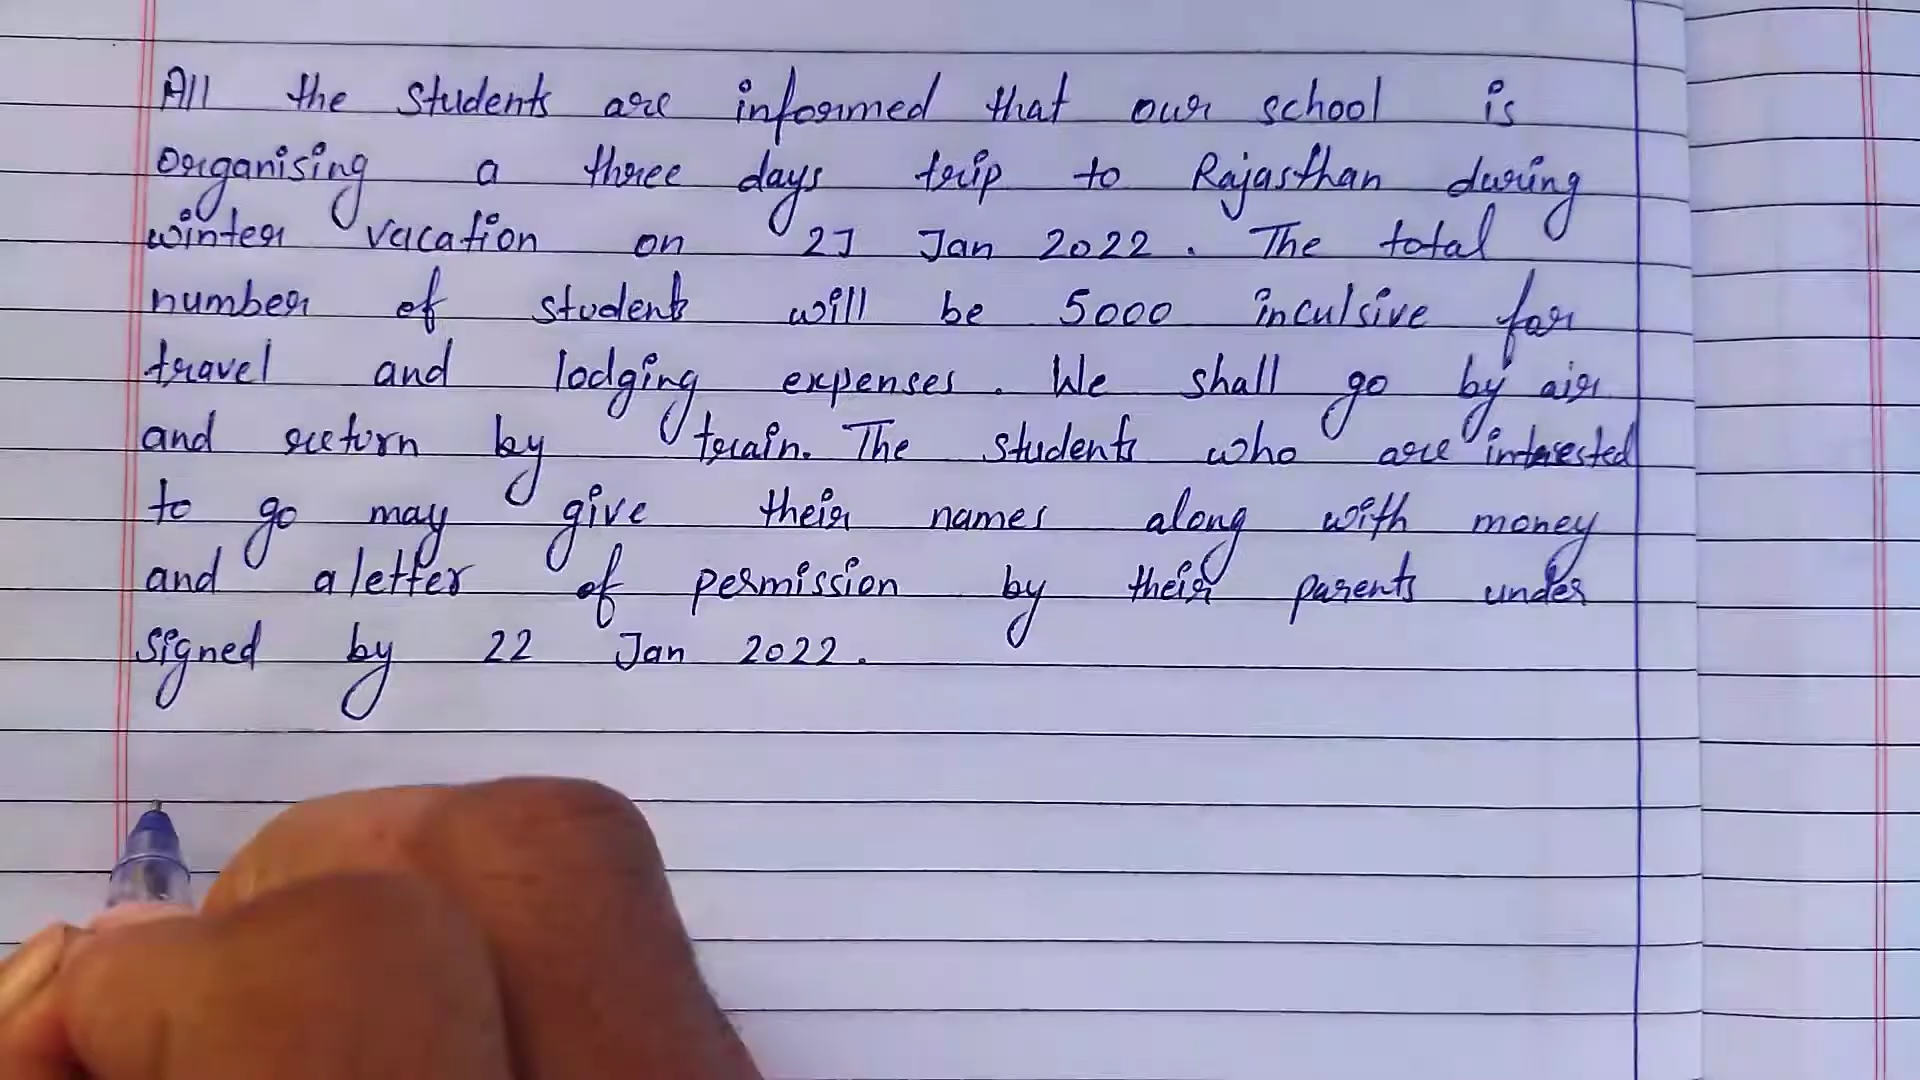 All the students are informed that our school is
organising a three days trip to Rajasthan during
winter vacation on 2J Jan 2022. The total
number of students will be 5000 inculsive for
travel and lodging expenses. We shall go by air
and return by train. The students who are interested
to go may give their names along with money
and a letter of permission by their parents under
signed by 22 Jan 2022.